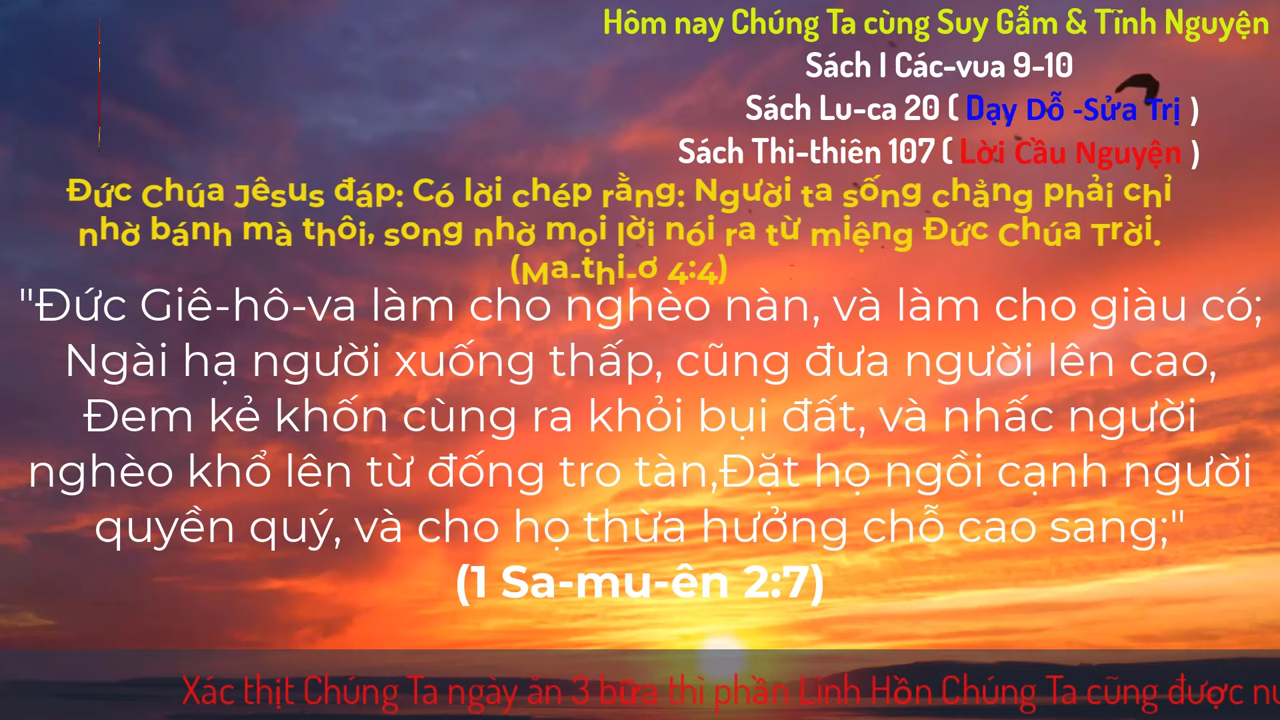 Hôm nay Chúng Ta cùng Suy Gẫm & Tĩnh Nguyện
Sách I Các-vua 9-10
Sách Lu-ca 20 ( Dạy Dỗ -Sửa Trị )
Sách Thi-thiên 107 ( Lời Cầu Nguyện )
Đức Chúa Jêsus đáp: Có lời chép rằng: Người ta sống chẳng phải chỉ
nhờ bánh mà thôi, song nhờ mọi lời nói ra từ miệng Đức Chúa Trời.
(Ma-thi-ơ 4:4)
"Đức Giê-hô-va làm cho nghèo nàn, và làm cho giàu có;
Ngài hạ người xuống thấp, cũng đưa người lên cao,
Đem kẻ khốn cùng ra khỏi bụi đất, và nhấc người
nghèo khổ lên từ đống tro tàn,Đặt họ ngồi cạnh người
quyền quý, và cho họ thừa hưởng chỗ cao sang;"
(1 Sa-mu-ên 2:7)
Xác thịt Chúng Ta ngày ăn 3 bữa thì phần Linh Hồn Chúng Ta cũng được